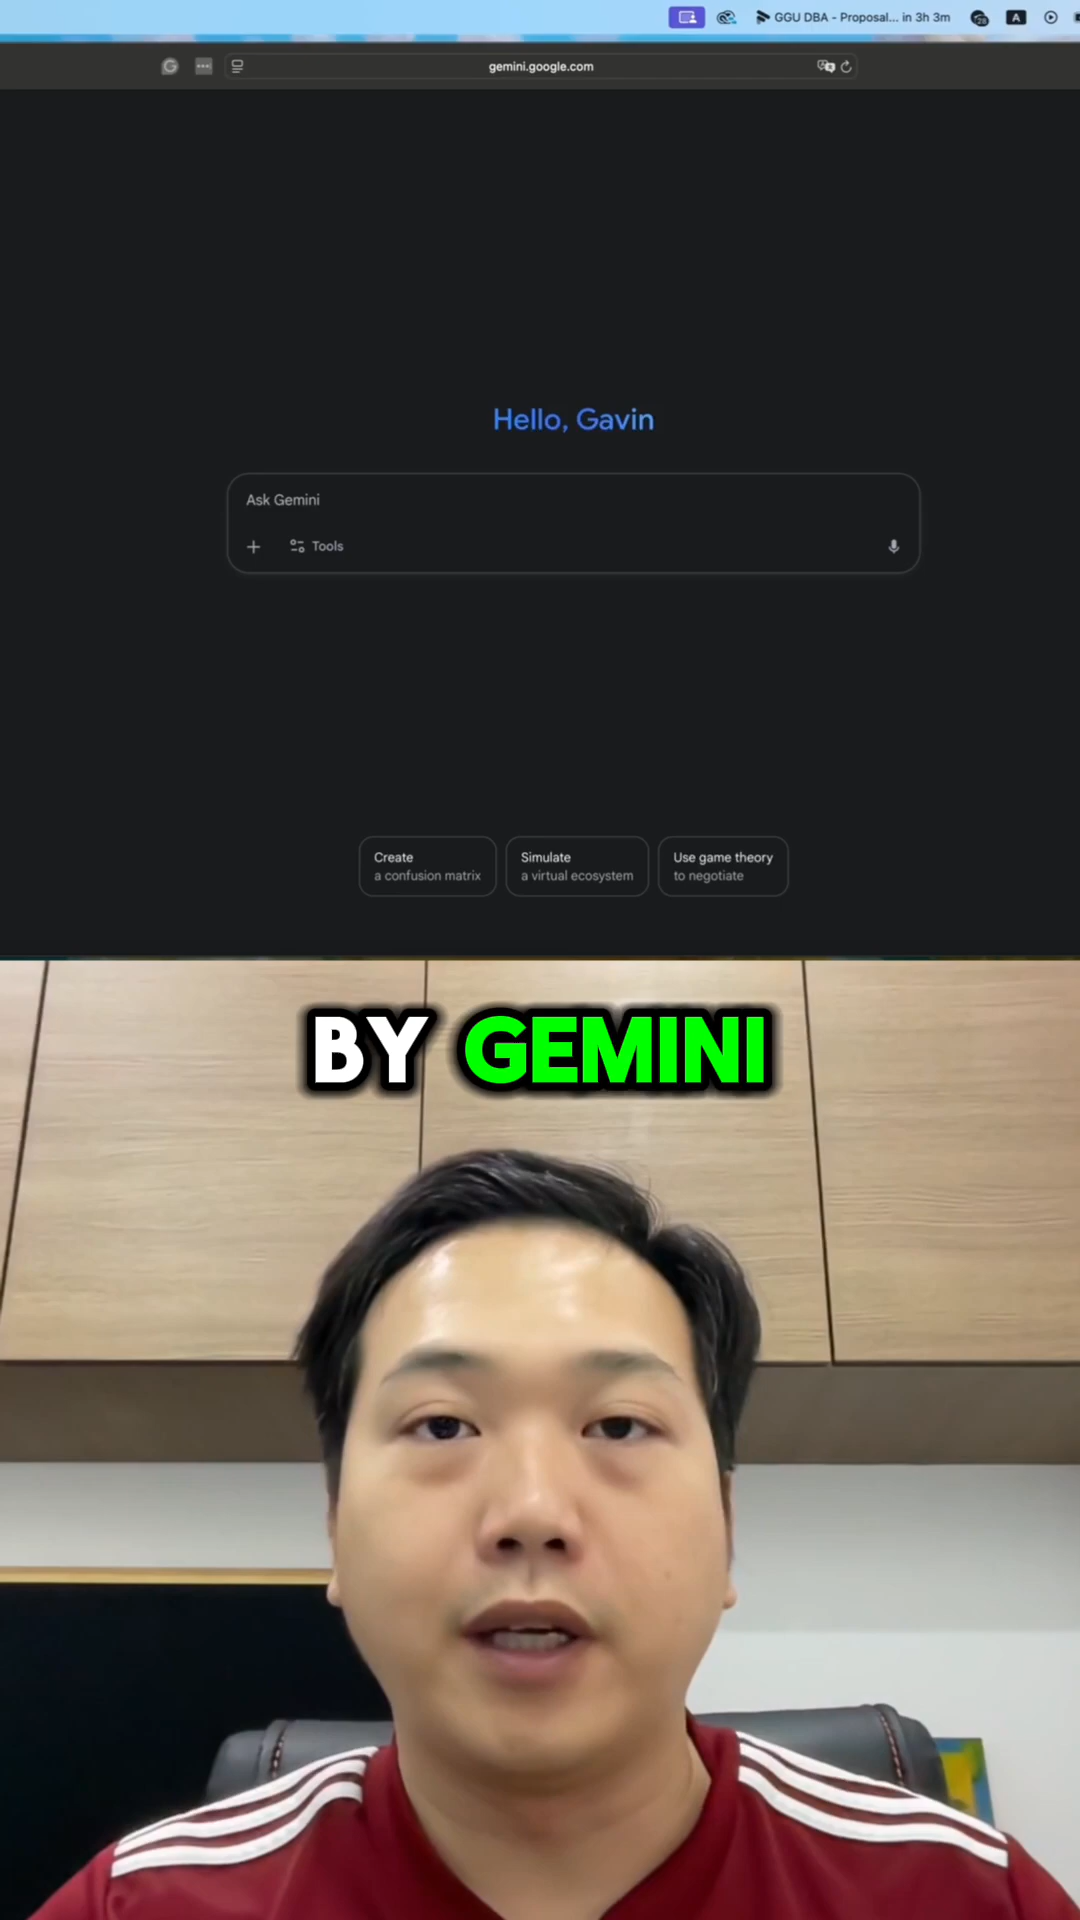 GGU DBA - Proposal... in 3h 3m
A
gemini.google.com
Hello, Gavin
Ask Gemini
Tools
Create
a confusion matrix
Simulate
a virtual ecosystem
Use game theory
to negotiate
BY GEMINI